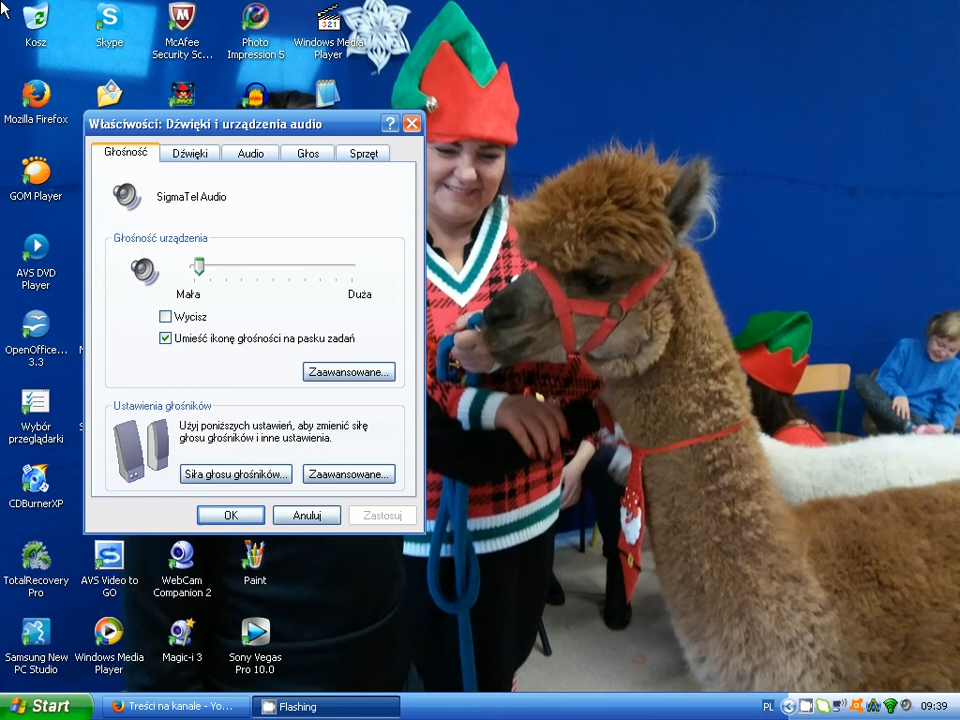 Kosz
Skype
McAfee
Security Sc...
Photo
Impression 5
321
Windows Media
Player
Mozilla Firefox
SPACE
GOM Player
AVS DVD
Player
OpenOffice...
3.3
Wybór
przeglądarki
CDBurnerXP
TotalRecovery
Pro
AVS Video to
GO
WebCam
Companion 2
Paint
Samsung New
PC Studio
Windows Media
Player
Magic-i 3
Sony Vegas
Pro 10.0
Właściwości: Dźwięki i urządzenia audio
Głośność
Dźwięki
Audio
Głos
Sprzęt
SigmaTel Audio
Głośność urządzenia
Mała
Duża
Wycisz
Umieść ikonę głośności na pasku zadań
Zaawansowane...
Ustawienia głośników
Użyj poniższych ustawień, aby zmienić siłę
głosu głośników i inne ustawienia.
Siła głosu głośników...
Zaawansowane...
OK
Anuluj
Zastosuj
Start
Treści na kanale - Yo...
Flashing
PL
09:39